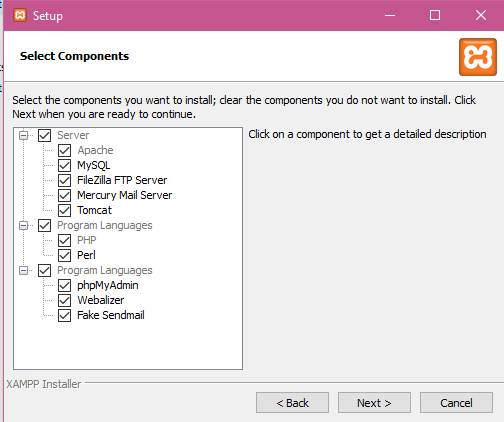 Setup
Select Components
Select the components you want to install; clear the components you do not want to install. Click
Next when you are ready to continue.
Server
Apache
MySQL
FileZilla FTP Server
Mercury Mail Server
Tomcat
Program Languages
PHP
Perl
Program Languages
phpMyAdmin
Webalizer
Fake Sendmail
Click on a component to get a detailed description
XAMPP Installer
< Back
Next >
Cancel